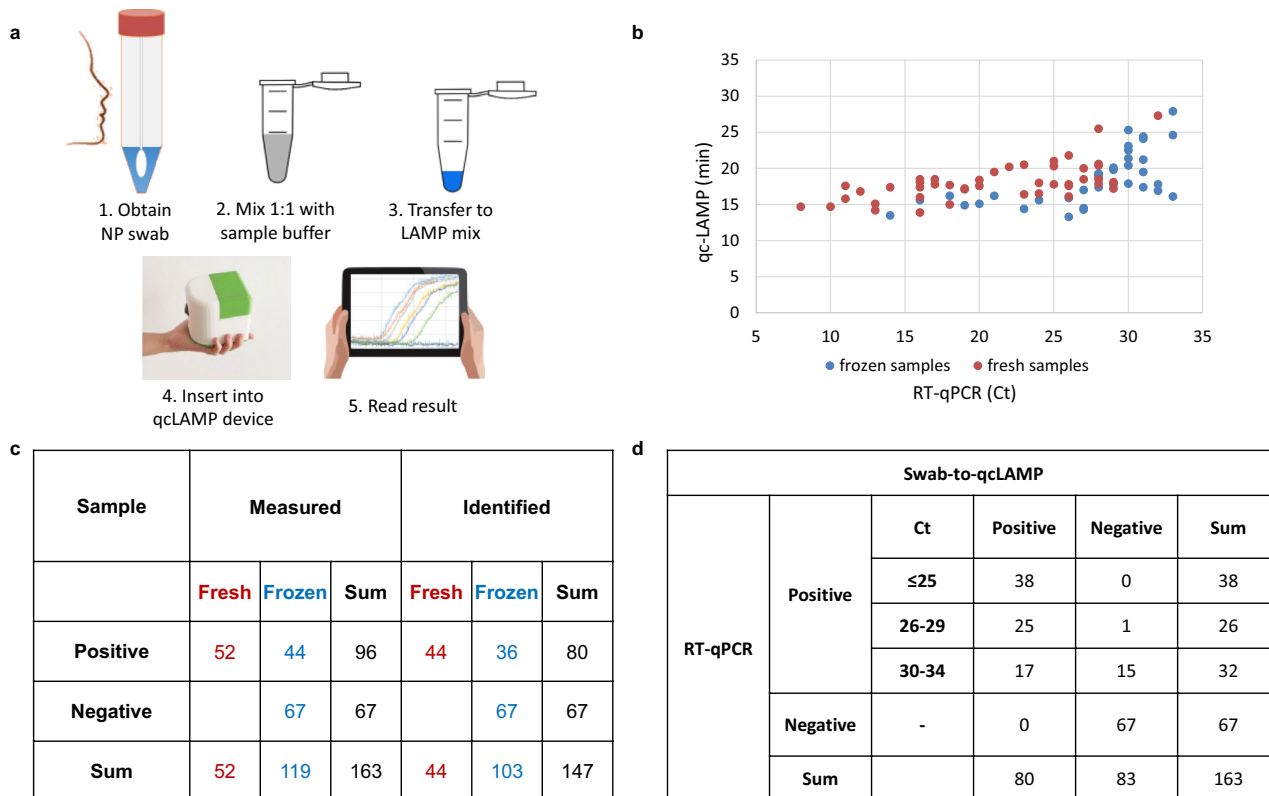 a
1. Obtain
NP swab
2. Mix 1:1 with
sample buffer
3. Transfer to
LAMP mix
4. Insert into
qcLAMP device
5. Read result
b
qc-LAMP (min)
35
30
25
20
15
10
5
0
5 10 15 20 25 30 35
frozen samples fresh samples
RT-qPCR (Ct)
c
Sample Measured Identified
Fresh Frozen Sum Fresh Frozen Sum
Positive 52 44 96 44 36 80
Negative 67 67 67 67
Sum 52 119 163 44 103 147
d
Swab-to-qcLAMP
RT-qPCR Positive Ct Positive Negative Sum
≤25 38 0 38
26-29 25 1 26
30-34 17 15 32
Negative - 0 67 67
Sum 80 83 163